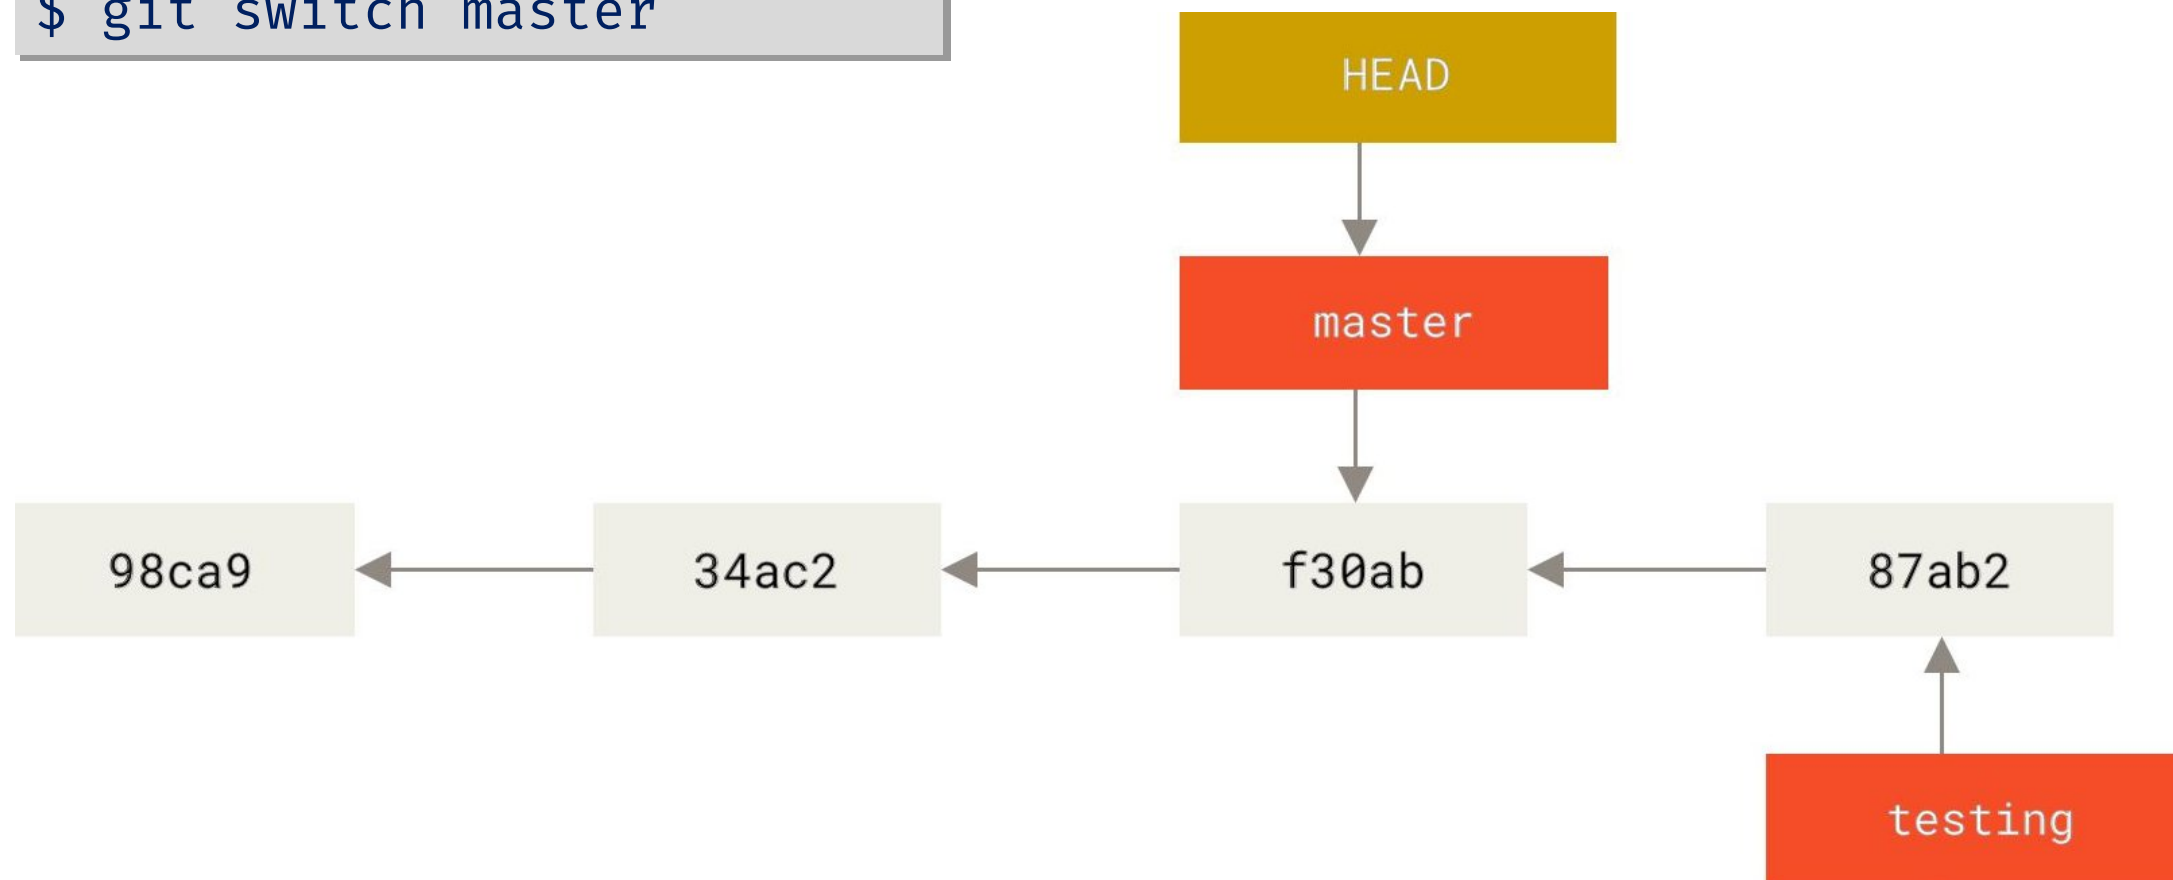 $ git switch master
HEAD
master
98ca9
34ac2
f30ab
87ab2
testing